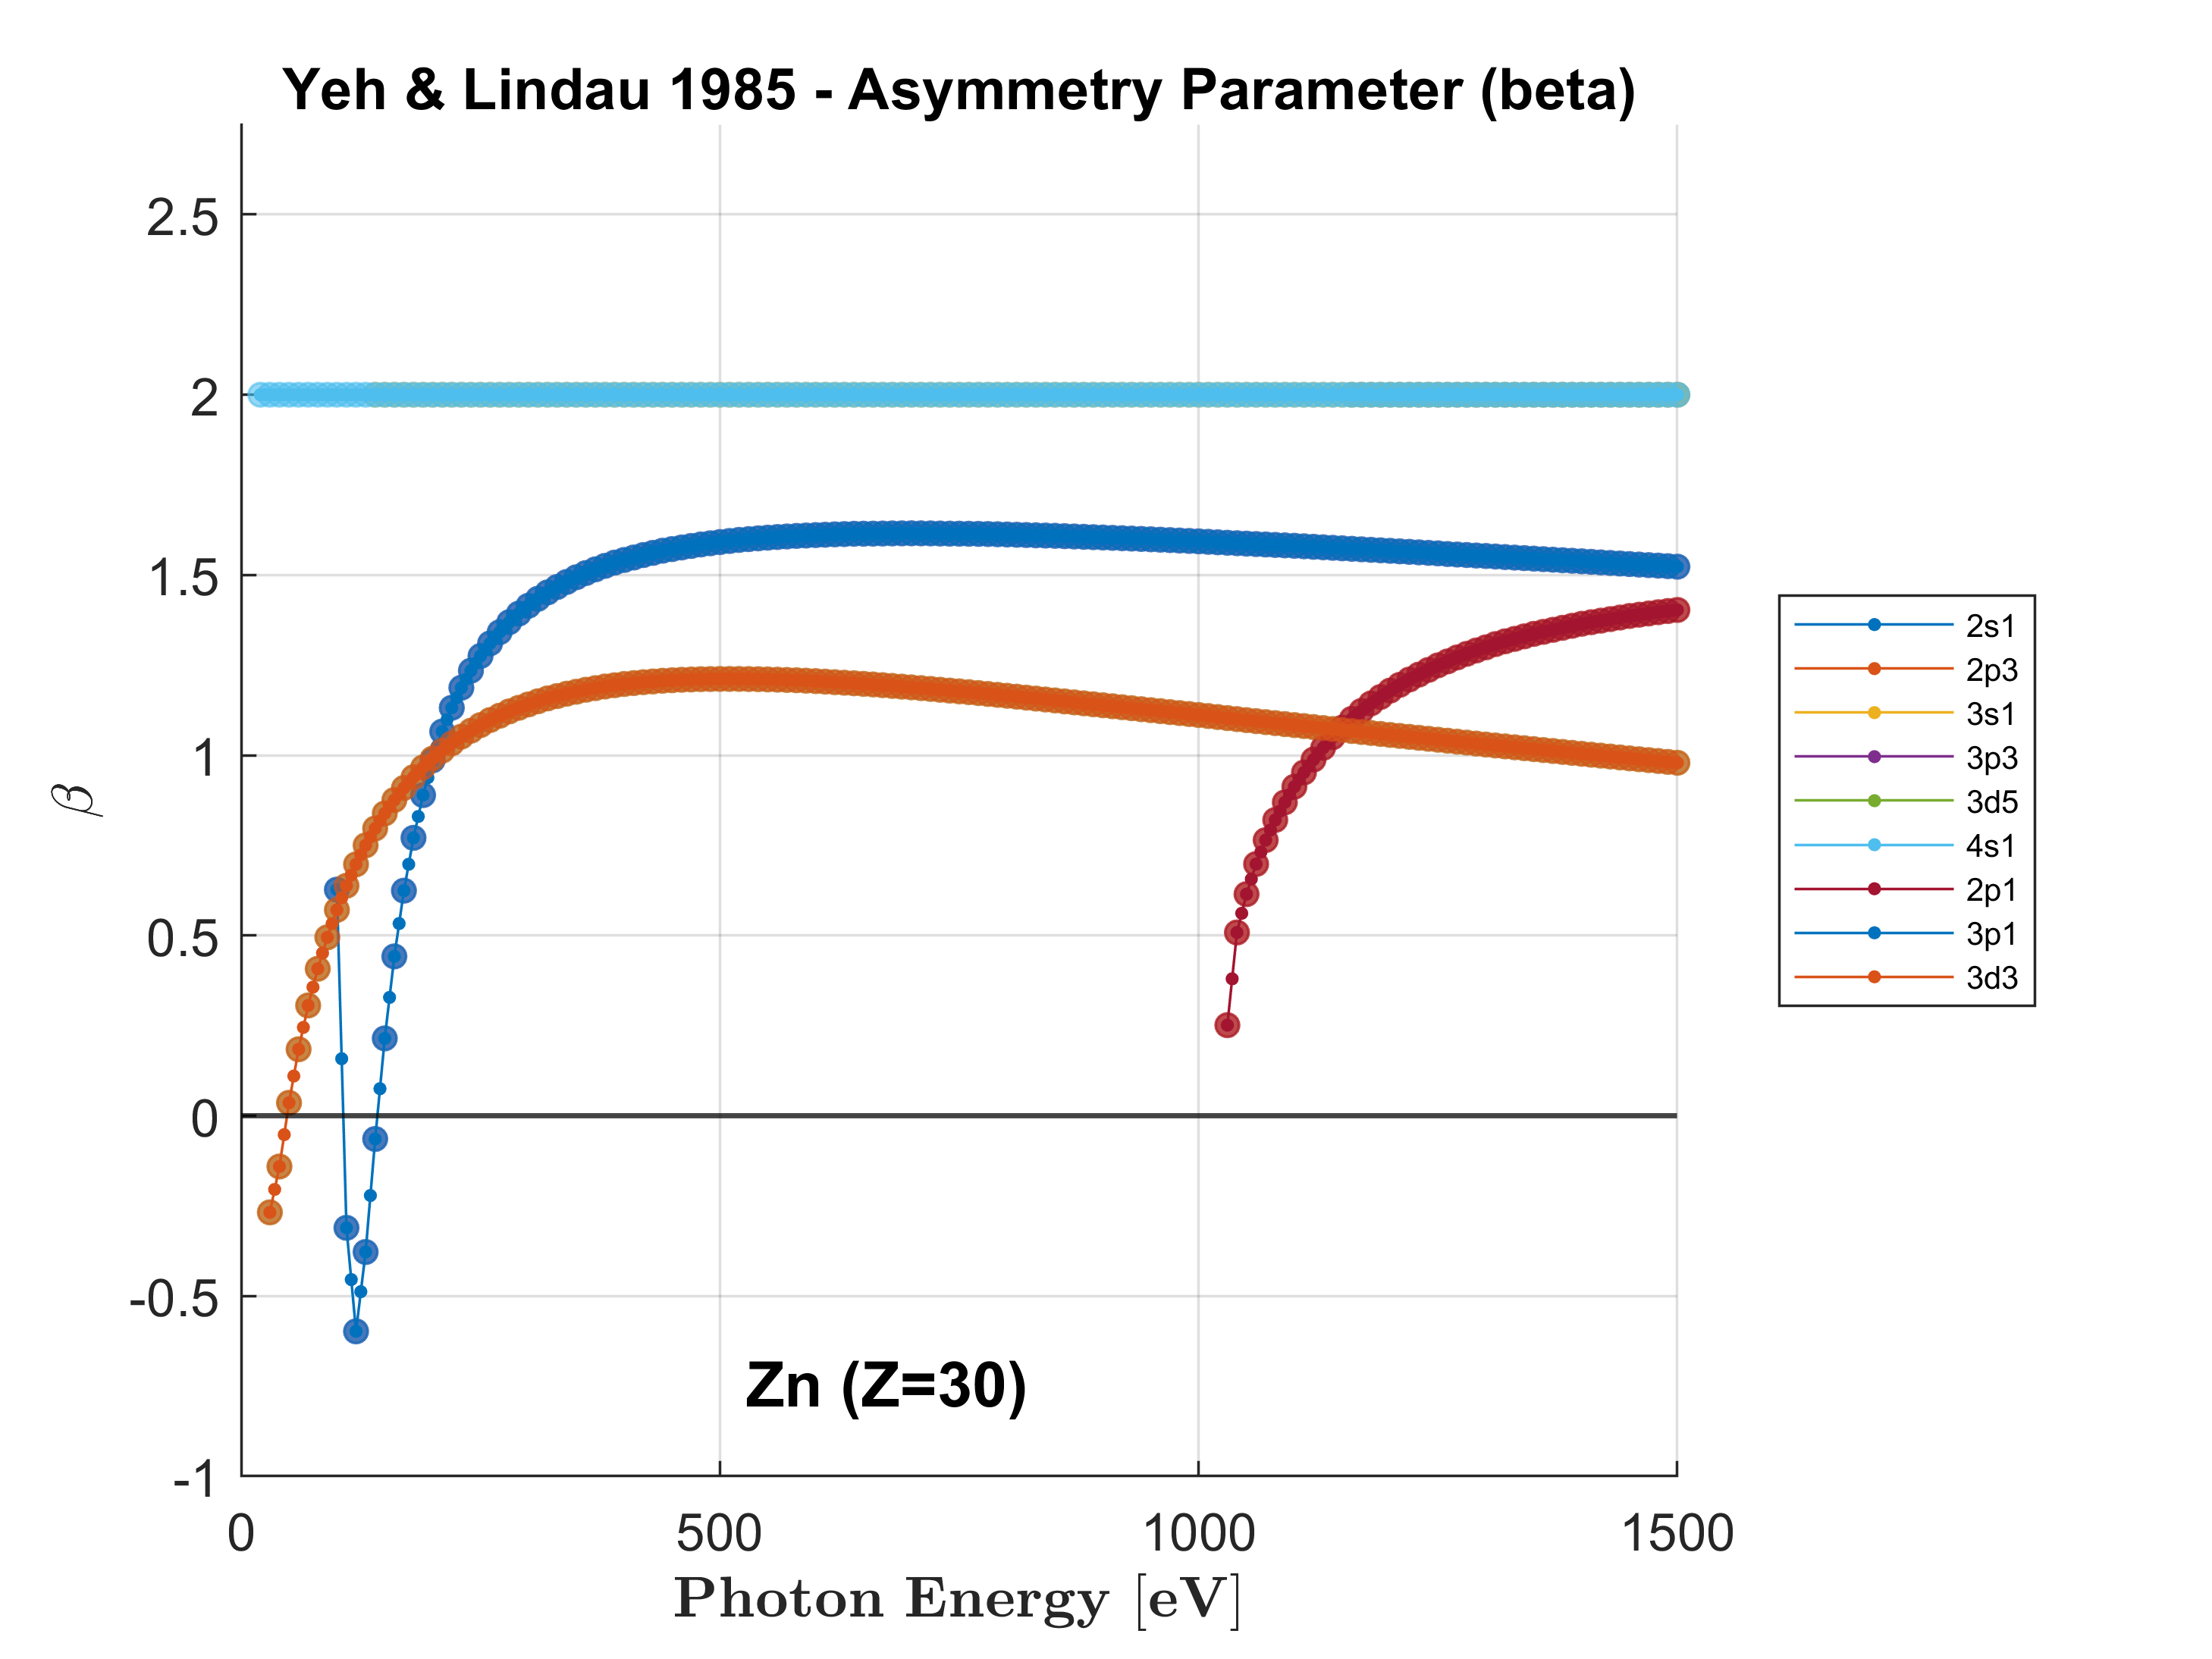 Yeh & Lindau 1985 - Asymmetry Parameter (beta)
2.5
2
1.5
1
0.5
0
-0.5
-1
β
0 500 1000 1500
Photon Energy [eV]
Zn (Z=30)
2s1
2p3
3s1
3p3
3d5
4s1
2p1
3p1
3d3